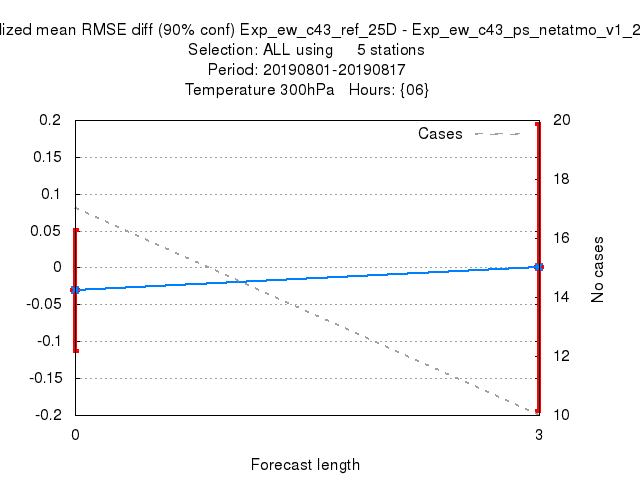 lized mean RMSE diff (90% conf) Exp_ew_c43_ref_25D - Exp_ew_c43_ps_netatmo_v1_2
Selection: ALL using 5 stations
Period: 20190801-20190817
Temperature 300hPa Hours: {06}
0.2 20
Cases
0.15
0.1 18
0.05 16
0
-0.05 14
-0.1
12
-0.15
-0.2 10
No cases
0 3
Forecast length